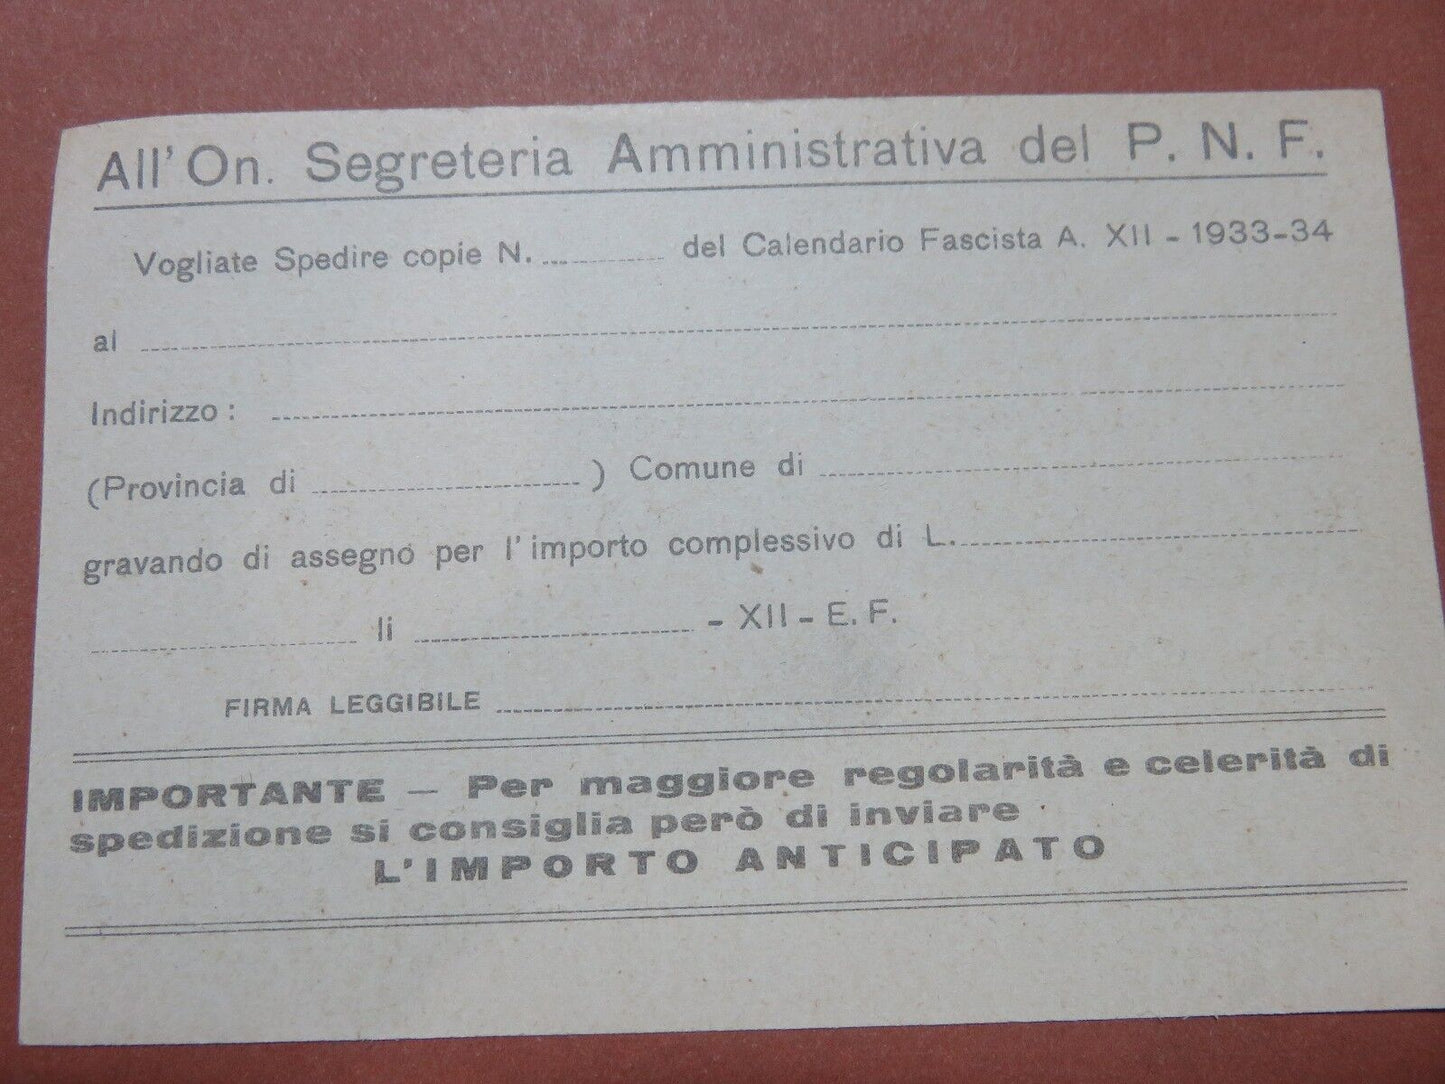 All' On. Segreteria Amministrativa del P. N. F.
Vogliate Spedire copie N. ............ del Calendario Fascista A. XII - 1933-34
al ............
Indirizzo : ............
(Provincia di ............ ) Comune di ............
gravando di assegno per l'importo complessivo di L. ............
............ li ............ - XII - E. F.
FIRMA LEGGIBILE ............
IMPORTANTE — Per maggiore regolarità e celerità di
spedizione si consiglia però di inviare
L'IMPORTO ANTICIPATO